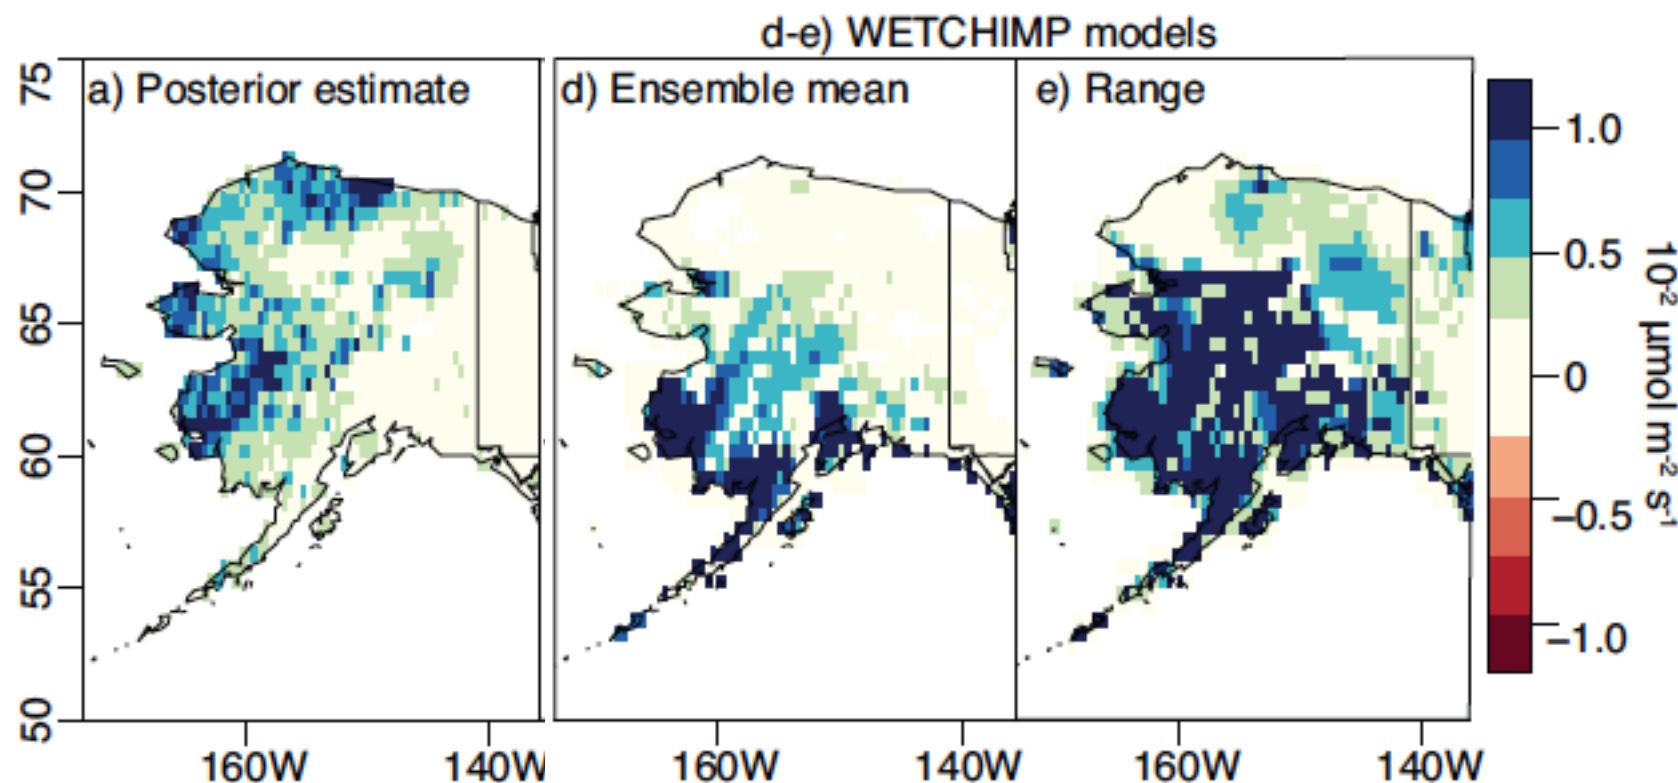 d-e) WETCHIMP models
a) Posterior estimate
d) Ensemble mean
e) Range
75
70
65
60
55
50
160W
140W
160W
140W
160W
140W
1.0
0.5
0
−0.5
−1.0
10⁻² μmol m⁻² s⁻¹